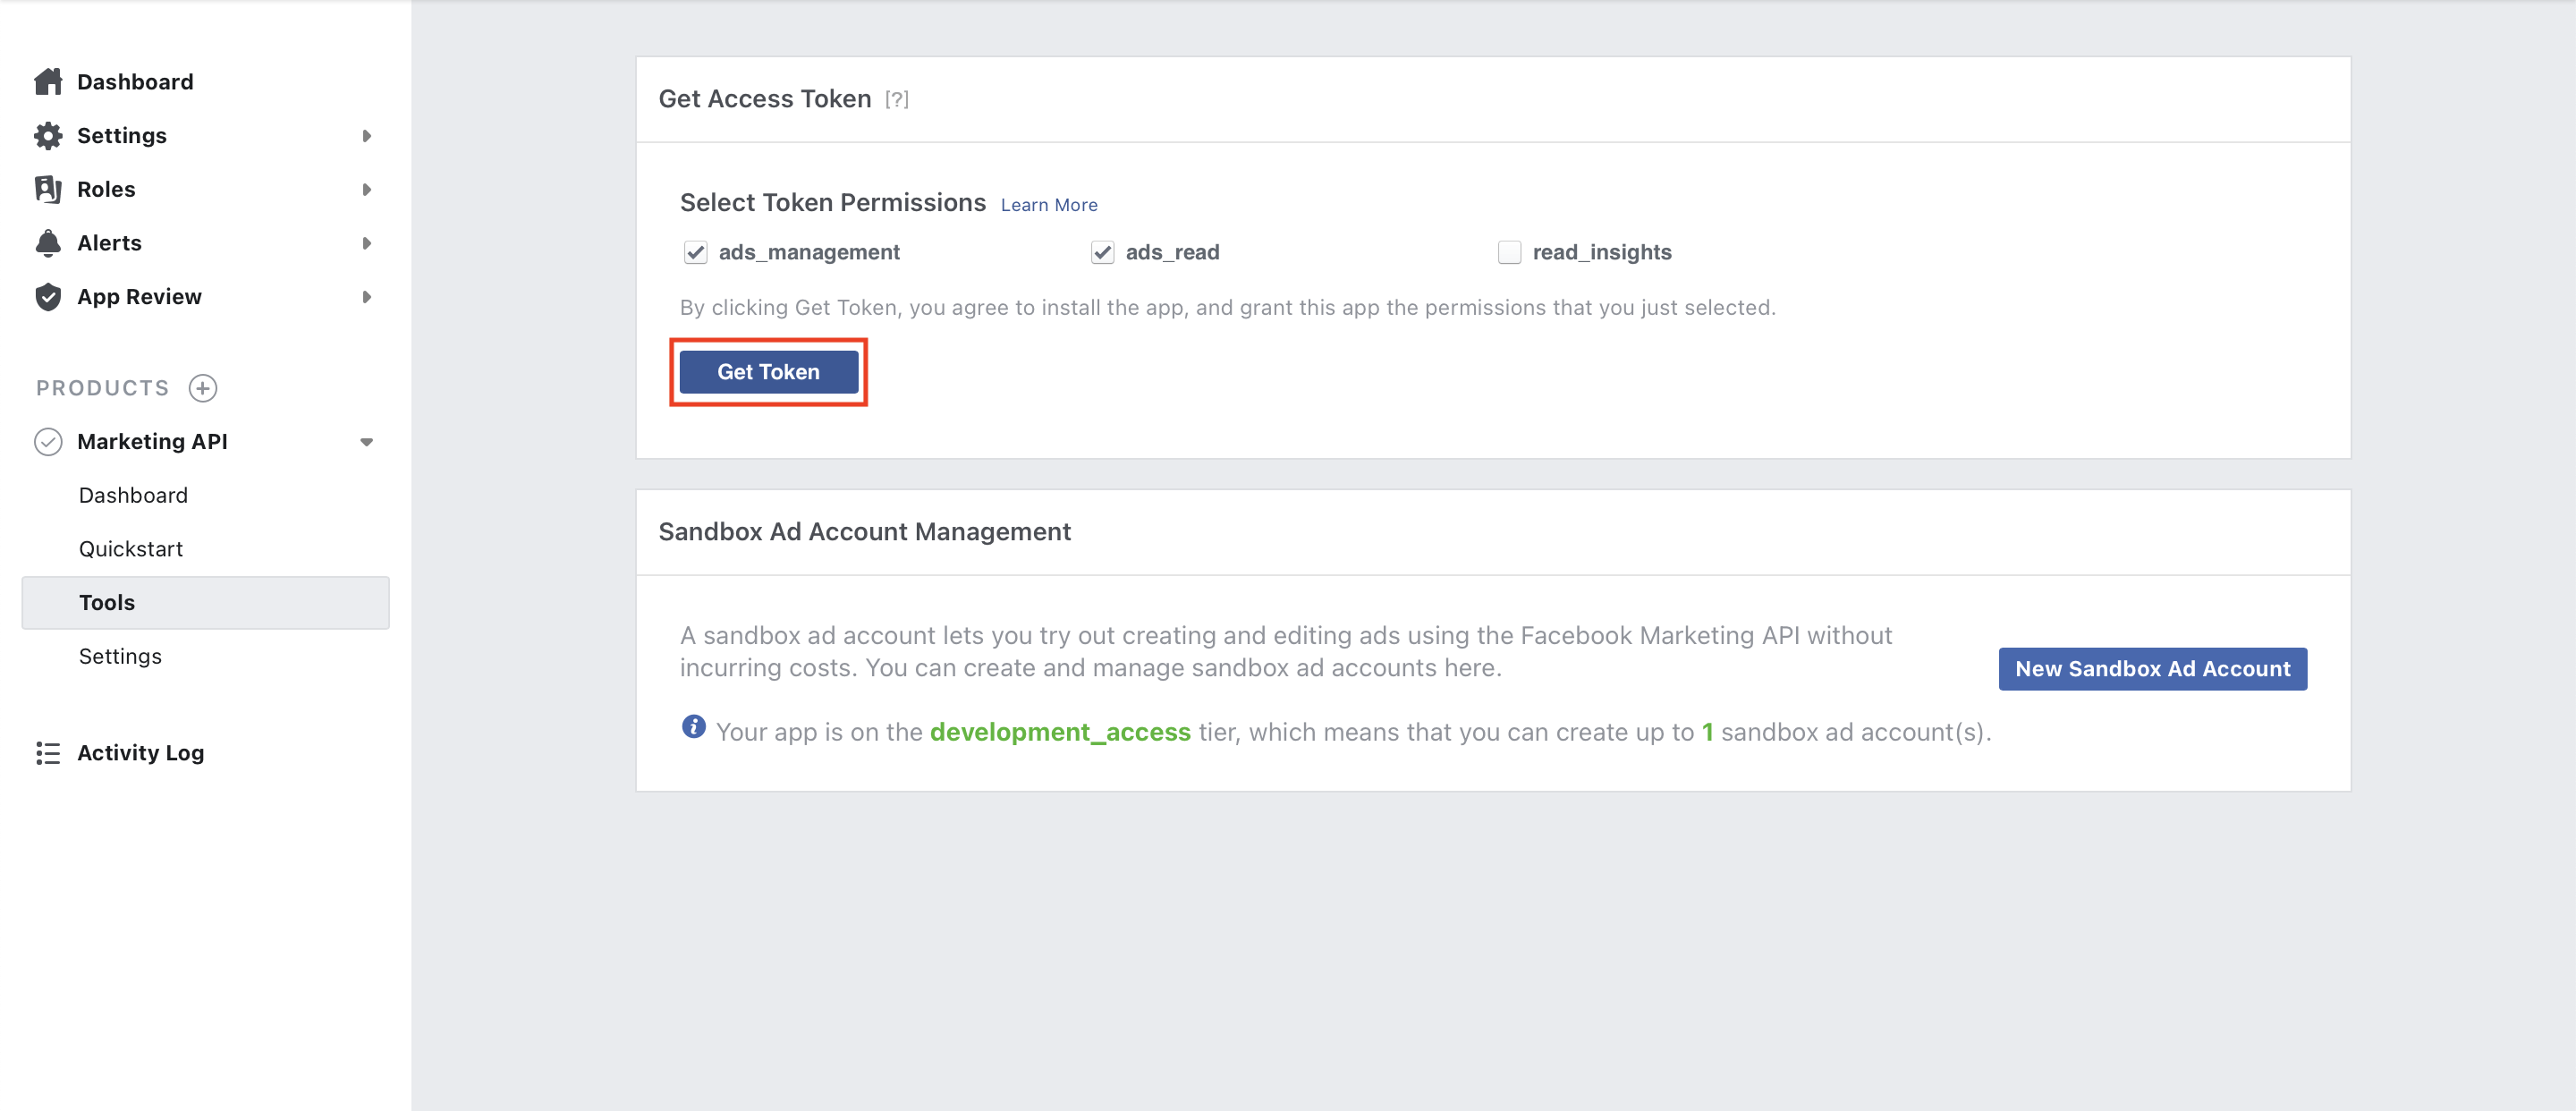 Dashboard
Settings
Roles
Alerts
App Review
PRODUCTS
Marketing API
Dashboard
Quickstart
Tools
Settings
Activity Log
Get Access Token [?]
Select Token Permissions Learn More
ads_management ads_read read_insights
By clicking Get Token, you agree to install the app, and grant this app the permissions that you just selected.
Get Token
Sandbox Ad Account Management
A sandbox ad account lets you try out creating and editing ads using the Facebook Marketing API without
incurring costs. You can create and manage sandbox ad accounts here.
New Sandbox Ad Account
Your app is on the development_access tier, which means that you can create up to 1 sandbox ad account(s).